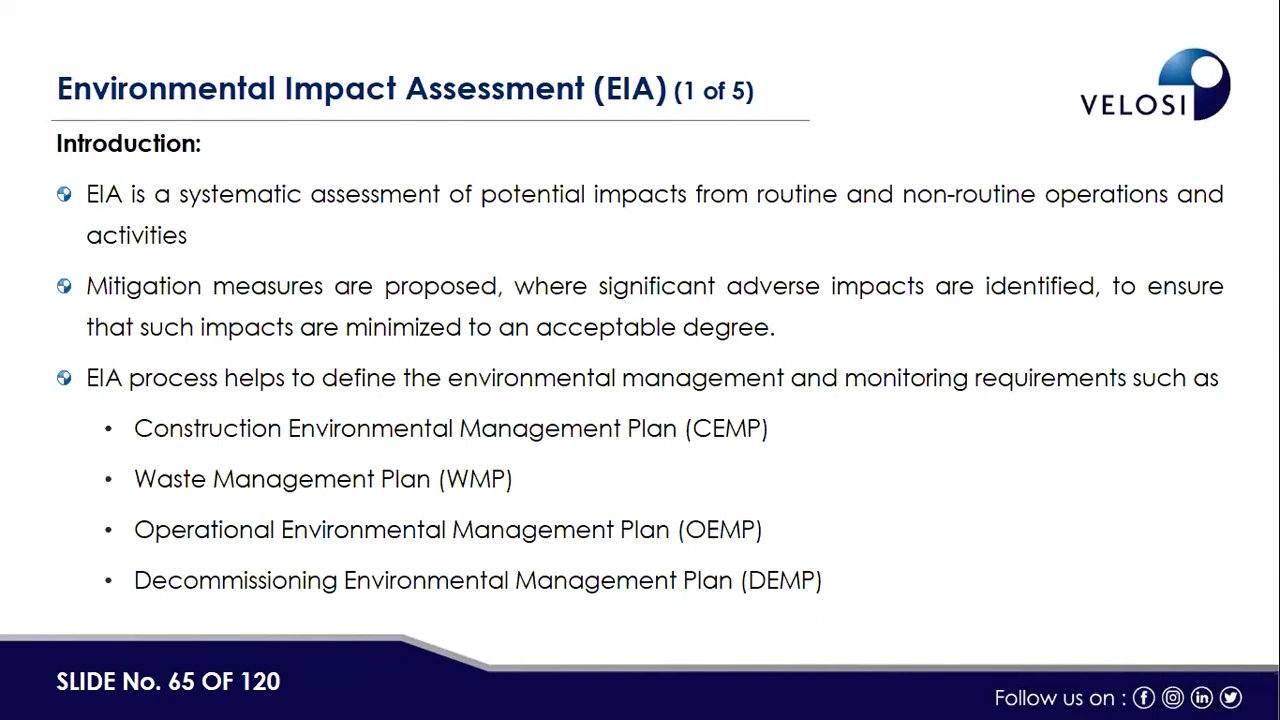 Environmental Impact Assessment (EIA) (1 of 5)
VELOSI
Introduction:
EIA is a systematic assessment of potential impacts from routine and non-routine operations and
activities
Mitigation measures are proposed, where significant adverse impacts are identified, to ensure
that such impacts are minimized to an acceptable degree.
EIA process helps to define the environmental management and monitoring requirements such as
• Construction Environmental Management Plan (CEMP)
• Waste Management Plan (WMP)
• Operational Environmental Management Plan (OEMP)
• Decommissioning Environmental Management Plan (DEMP)
SLIDE No. 65 OF 120
Follow us on :